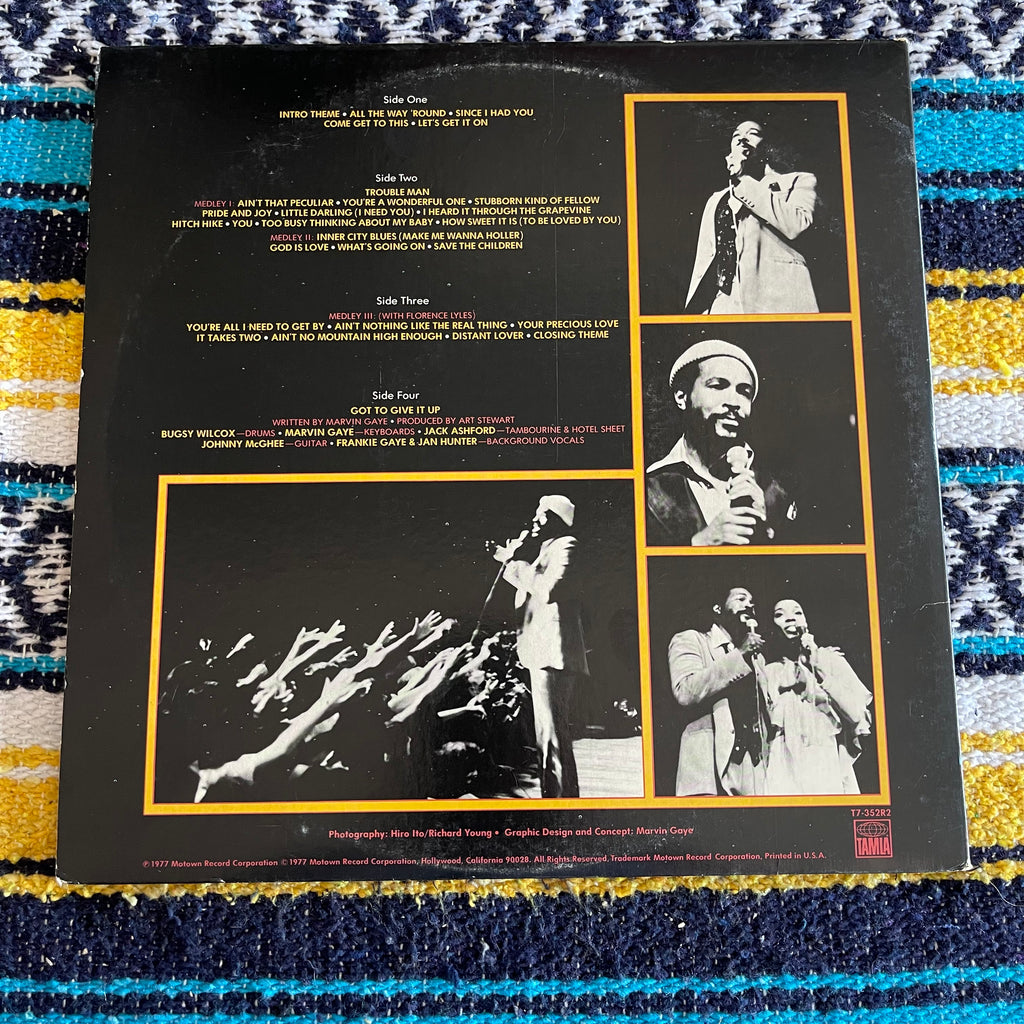 Side One
INTRO THEME • ALL THE WAY 'ROUND • SINCE I HAD YOU
COME GET TO THIS • LET'S GET IT ON
Side Two
TROUBLE MAN
MEDLEY I: AIN'T THAT PECULIAR • YOU'RE A WONDERFUL ONE • STUBBORN KIND OF FELLOW
PRIDE AND JOY • LITTLE DARLING (I NEED YOU) • I HEARD IT THROUGH THE GRAPEVINE
HITCH HIKE • YOU • TOO BUSY THINKING ABOUT MY BABY • HOW SWEET IT IS (TO BE LOVED BY YOU)
MEDLEY II: INNER CITY BLUES (MAKE ME WANNA HOLLER)
GOD IS LOVE • WHAT'S GOING ON • SAVE THE CHILDREN
Side Three
MEDLEY III: (WITH FLORENCE LYLES)
YOU'RE ALL I NEED TO GET BY • AIN'T NOTHING LIKE THE REAL THING • YOUR PRECIOUS LOVE
IT TAKES TWO • AIN'T NO MOUNTAIN HIGH ENOUGH • DISTANT LOVER • CLOSING THEME
Side Four
GOT TO GIVE IT UP
WRITTEN BY MARVIN GAYE • PRODUCED BY ART STEWART
BUGSY WILCOX—DRUMS • MARVIN GAYE—KEYBOARDS • JACK ASHFORD—TAMBOURINE & HOTEL SHEET
JOHNNY McGHEE—GUITAR • FRANKIE GAYE & JAN HUNTER—BACKGROUND VOCALS
T7-352R2
TAMLA
Photography: Hiro Ito/Richard Young • Graphic Design and Concept: Marvin Gaye
℗ 1977 Motown Record Corporation © 1977 Motown Record Corporation, Hollywood, California 90028. All Rights Reserved, Trademark Motown Record Corporation, Printed in U.S.A.